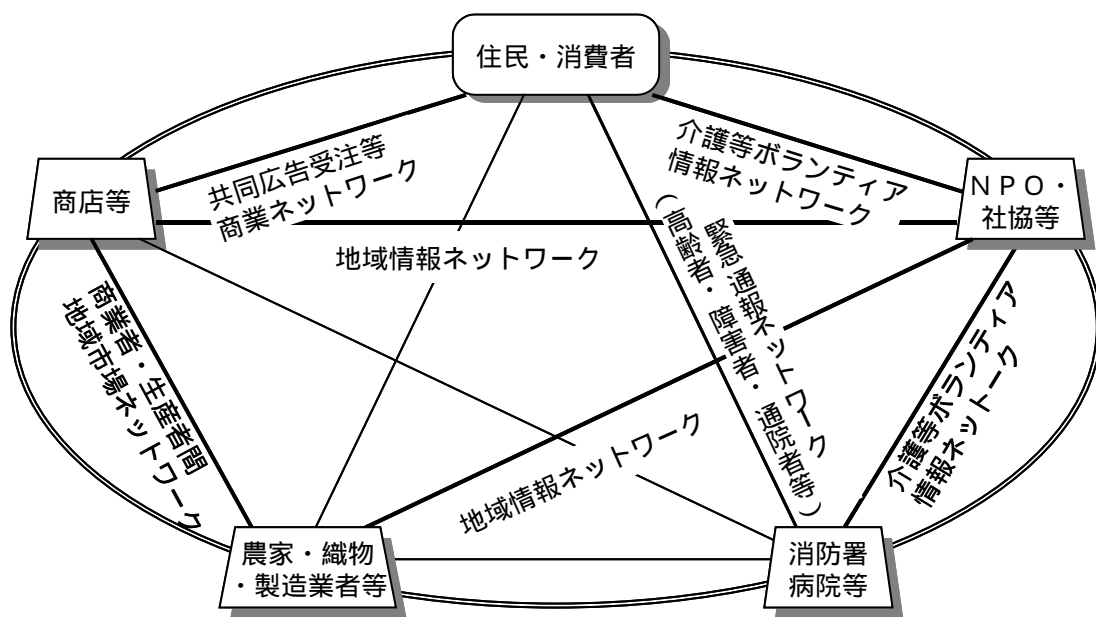 住民・消費者
共同広告受注等
商業ネットワーク
介護等ボランティア
情報ネットワーク
商店等
NPO・
社協等
地域情報ネットワーク
緊急通報ネットワーク
(高齢者・障害者・通院者等)
商業者・生産者間
地域市場ネットワーク
介護等ボランティア
情報ネットーク
地域情報ネットワーク
農家・織物
・製造業者等
消防署
病院等